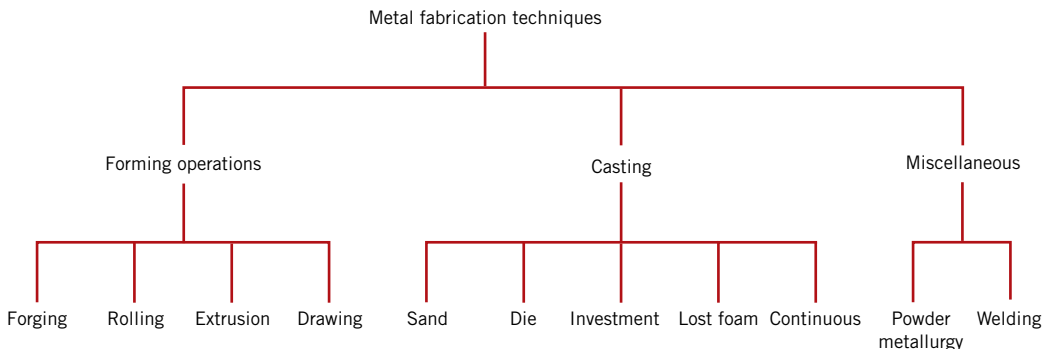 Metal fabrication techniques
Forming operations
Casting
Miscellaneous
Forging
Rolling
Extrusion
Drawing
Sand
Die
Investment
Lost foam
Continuous
Powder
metallurgy
Welding